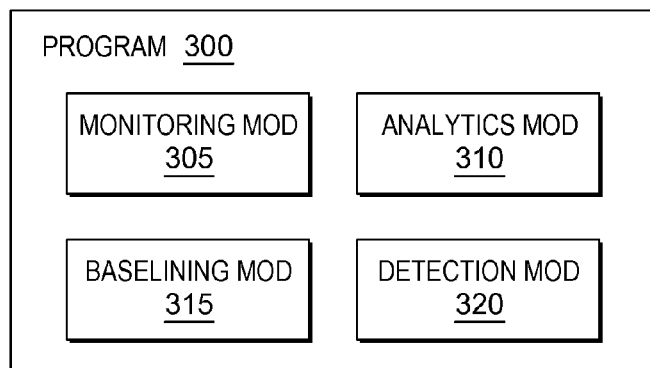 PROGRAM 300
MONITORING MOD
305
ANALYTICS MOD
310
BASELINING MOD
315
DETECTION MOD
320